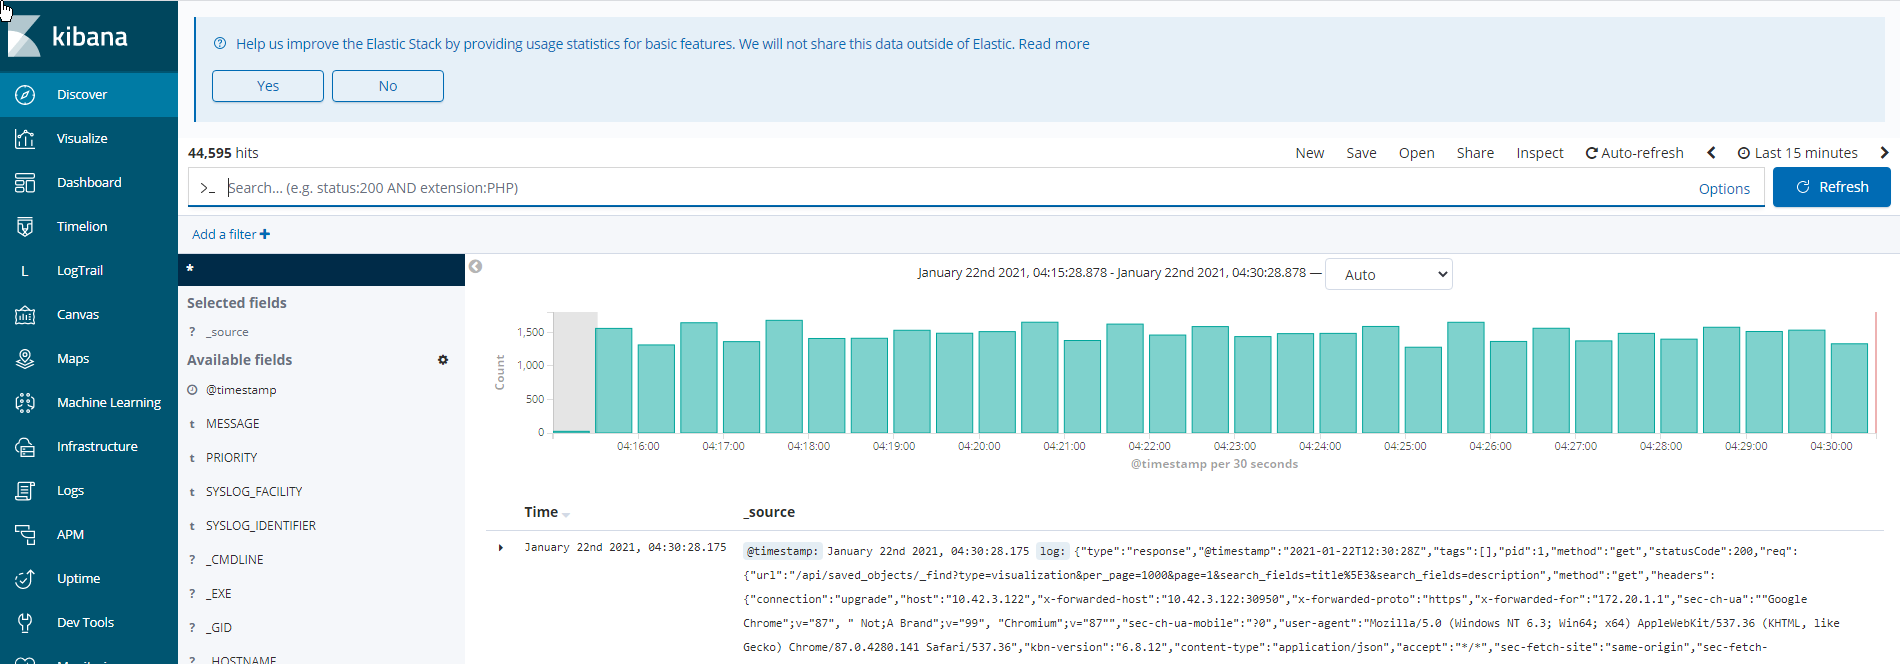 kibana
Discover
Visualize
Dashboard
Timelion
L LogTrail
Canvas
Maps
Machine Learning
Infrastructure
Logs
APM
Uptime
Dev Tools
Help us improve the Elastic Stack by providing usage statistics for basic features. We will not share this data outside of Elastic. Read more
Yes No
44,595 hits
New Save Open Share Inspect Auto-refresh Last 15 minutes
>_ Search... (e.g. status:200 AND extension:PHP) Options Refresh
Add a filter +
*
Selected fields
? _source
Available fields
@timestamp
t MESSAGE
t PRIORITY
t SYSLOG_FACILITY
t SYSLOG_IDENTIFIER
? _CMDLINE
? _EXE
? _GID
? _HOSTNAME
January 22nd 2021, 04:15:28.878 - January 22nd 2021, 04:30:28.878 — Auto
Count
1,500
1,000
500
0
04:16:00 04:17:00 04:18:00 04:19:00 04:20:00 04:21:00 04:22:00 04:23:00 04:24:00 04:25:00 04:26:00 04:27:00 04:28:00 04:29:00 04:30:00
@timestamp per 30 seconds
Time _source
January 22nd 2021, 04:30:28.175 @timestamp: January 22nd 2021, 04:30:28.175 log: {"type":"response","@timestamp":"2021-01-22T12:30:28Z","tags":[],"pid":1,"method":"get","statusCode":200,"req":
{"url":"/api/saved_objects/_find?type=visualization&per_page=1000&page=1&search_fields=title%5E3&search_fields=description","method":"get","headers":
{"connection":"upgrade","host":"10.42.3.122","x-forwarded-host":"10.42.3.122:30950","x-forwarded-proto":"https","x-forwarded-for":"172.20.1.1","sec-ch-ua":""Google
Chrome";v="87", " Not;A Brand";v="99", "Chromium";v="87"","sec-ch-ua-mobile":"?0","user-agent":"Mozilla/5.0 (Windows NT 6.3; Win64; x64) AppleWebKit/537.36 (KHTML, like
Gecko) Chrome/87.0.4280.141 Safari/537.36","kbn-version":"6.8.12","content-type":"application/json","accept":"*/*","sec-fetch-site":"same-origin","sec-fetch-